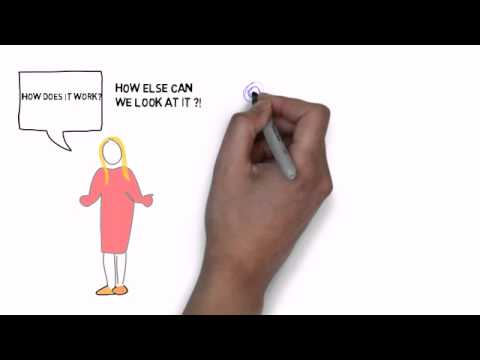 HOW DOES IT WORK?
HOW ELSE CAN
WE LOOK AT IT ?!